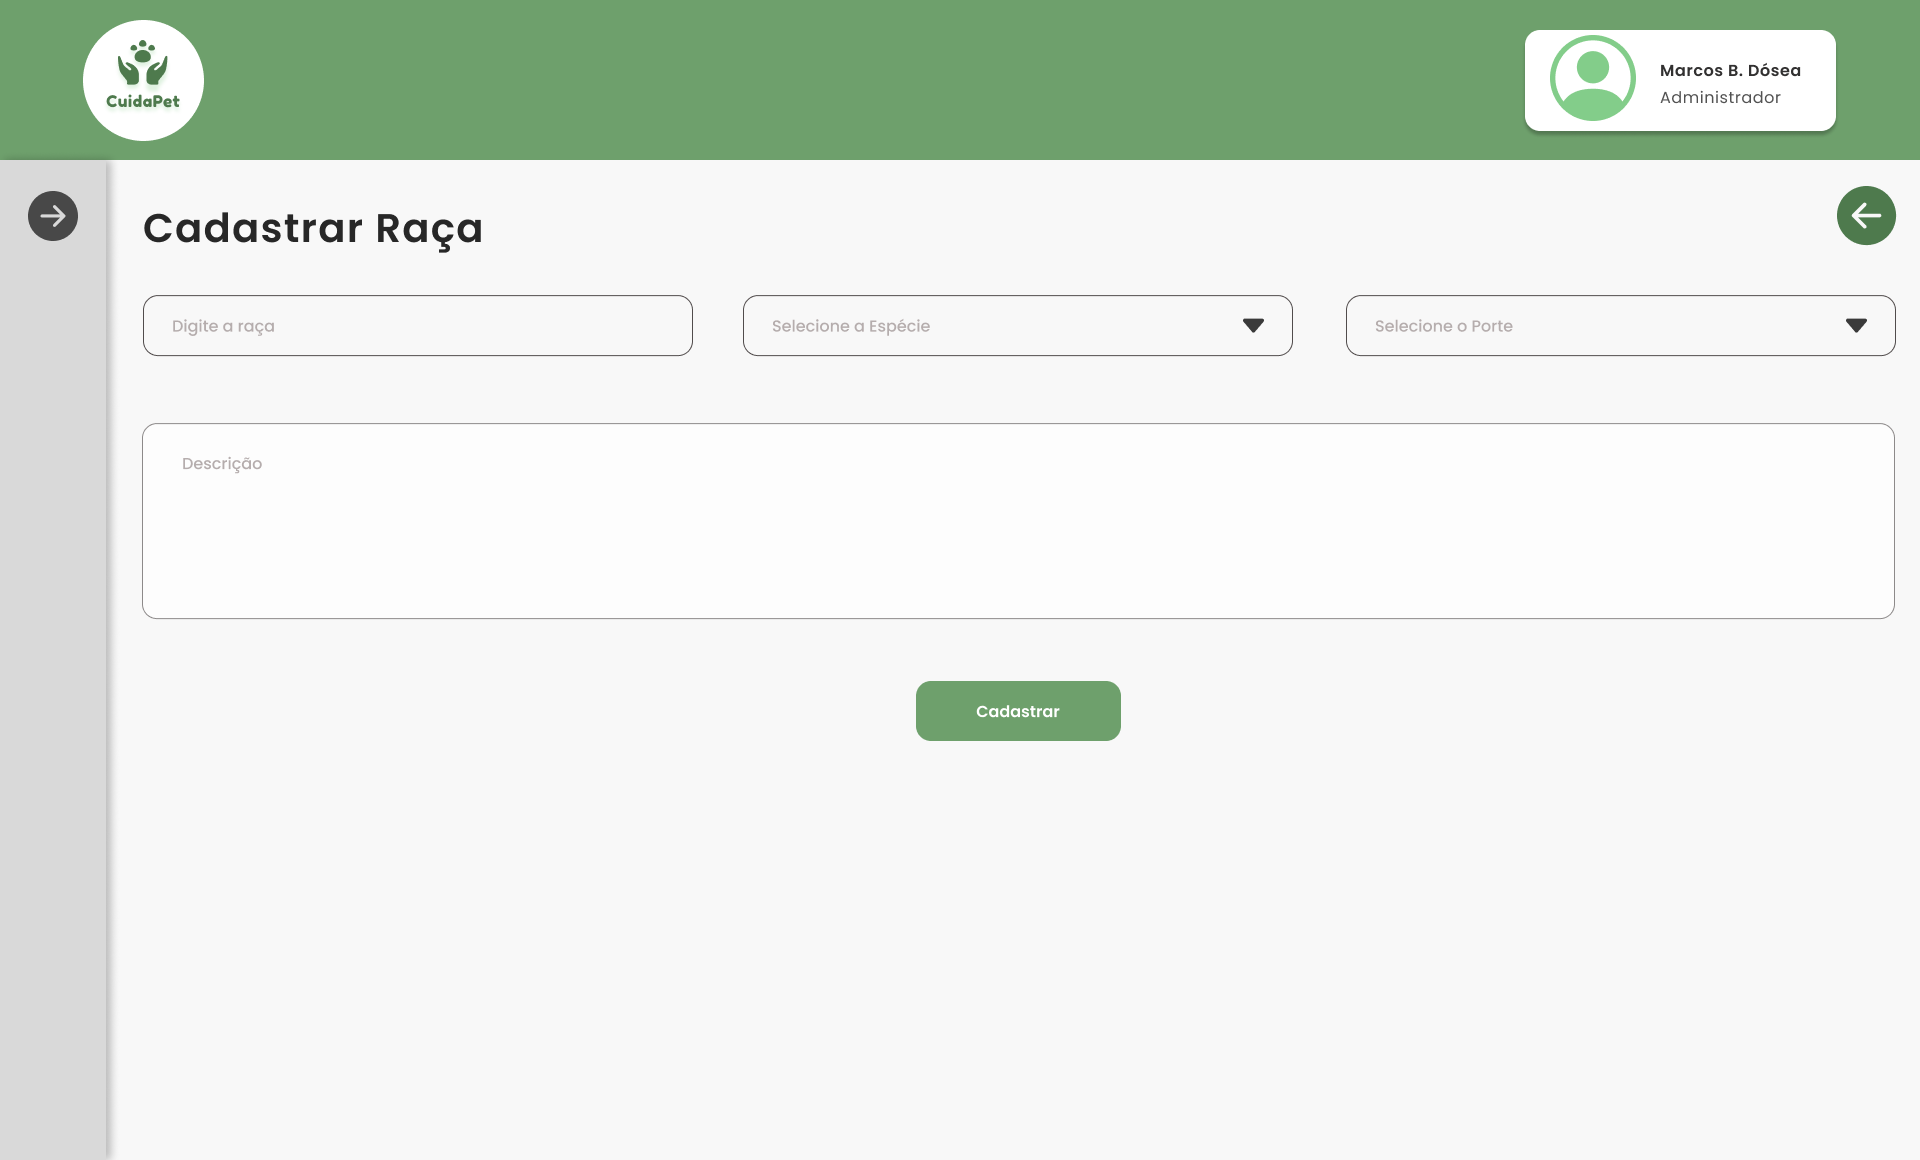 CuidaPet
Marcos B. Dósea
Administrador
Cadastrar Raça
Digite a raça
Selecione a Espécie
Selecione o Porte
Descrição
Cadastrar